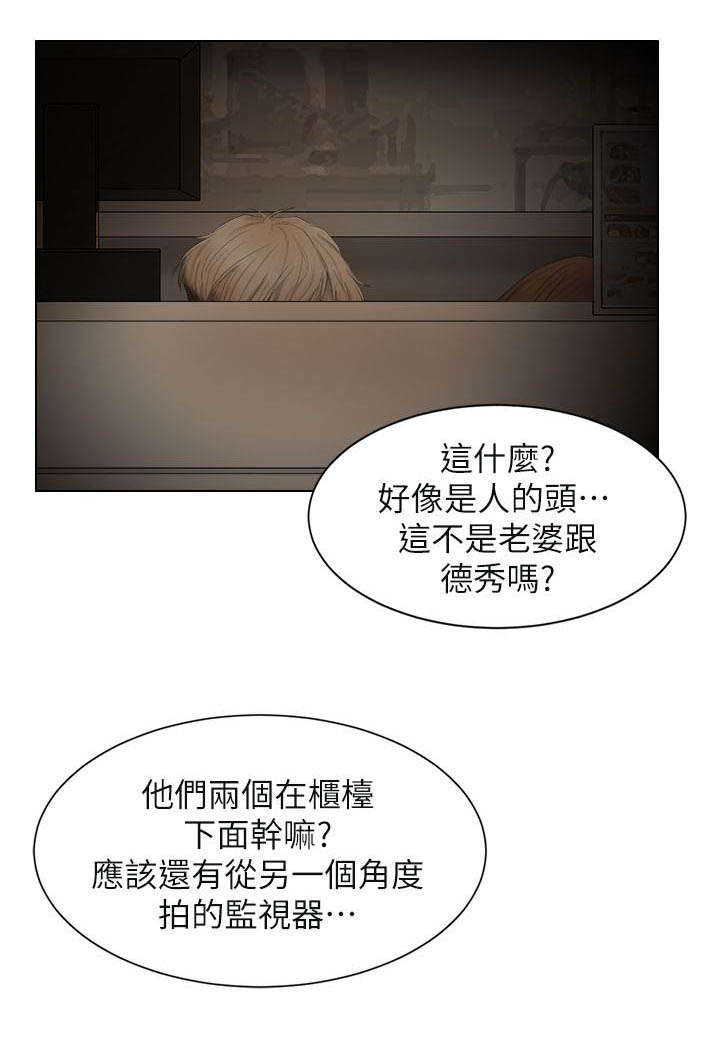 這什麼?
好像是人的頭…
這不是老婆跟
德秀嗎?
他們兩個在櫃檯
下面幹嘛?
應該還有從另一個角度
拍的監視器…